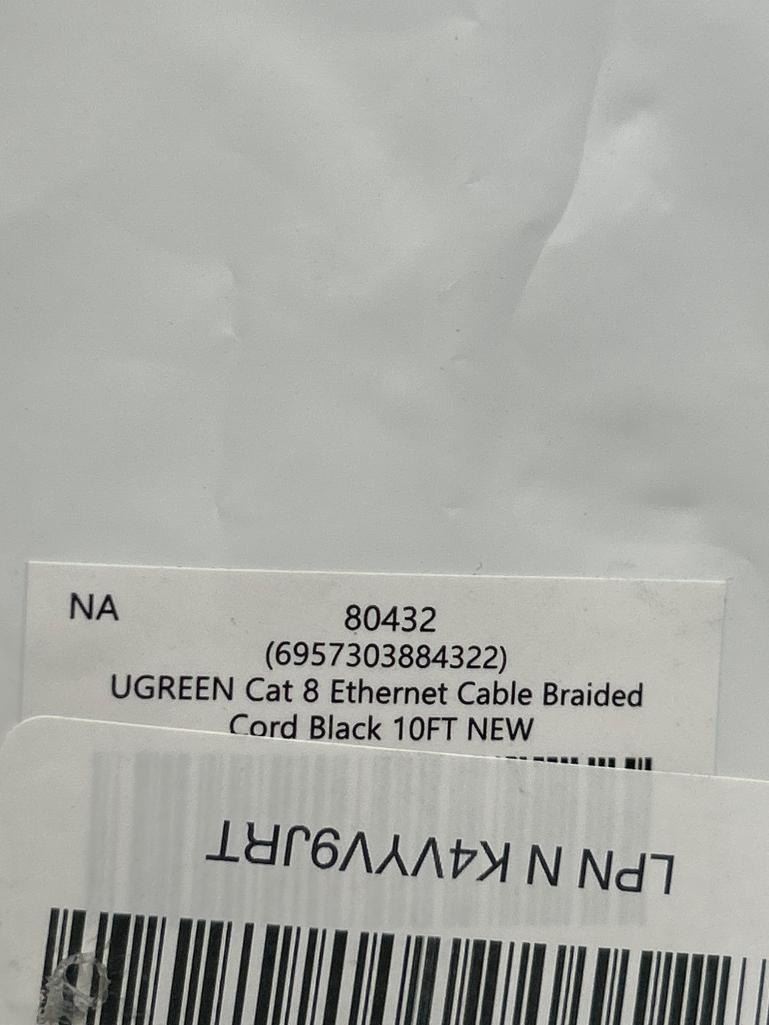 NA
80432
(6957303884322)
UGREEN Cat 8 Ethernet Cable Braided
Cord Black 10FT NEW
LPN N K4VYV9JRT